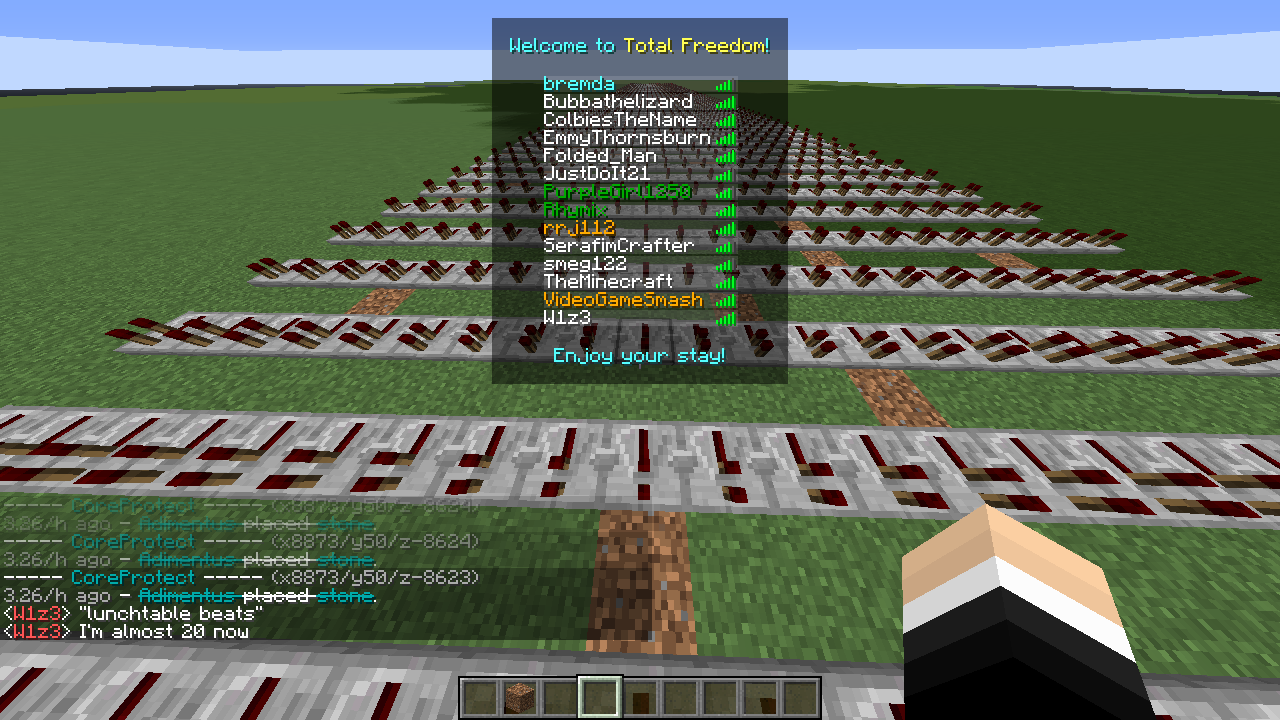 Welcome to Total Freedom!
bremda
Bubbathelizard
ColbiesTheName
EmmyThornsburn
Folded_Man
JustDoIt21
PurpleGirl1250
Rhymix
rrj112
SerafimCrafter
smeg122
TheMinecraft
VideoGameSmash
W1z3
Enjoy your stay!
----- CoreProtect ----- (x8873/y50/z-8624)
3.26/h ago - Adimentus placed stone.
----- CoreProtect ----- (x8873/y50/z-8624)
3.26/h ago - Adimentus placed stone.
----- CoreProtect ----- (x8873/y50/z-8623)
3.26/h ago - Adimentus placed stone.
<W1z3> "lunchtable beats"
<W1z3> I'm almost 20 now